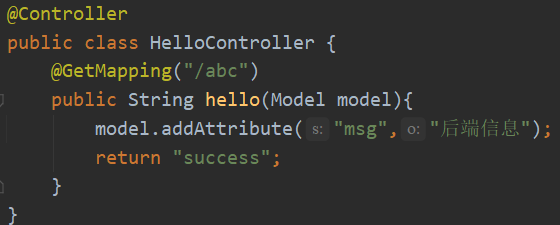 @Controller
public class HelloController {
@GetMapping("/abc")
public String hello(Model model){
model.addAttribute( s: "msg", o: "后端信息");
return "success";
}
}